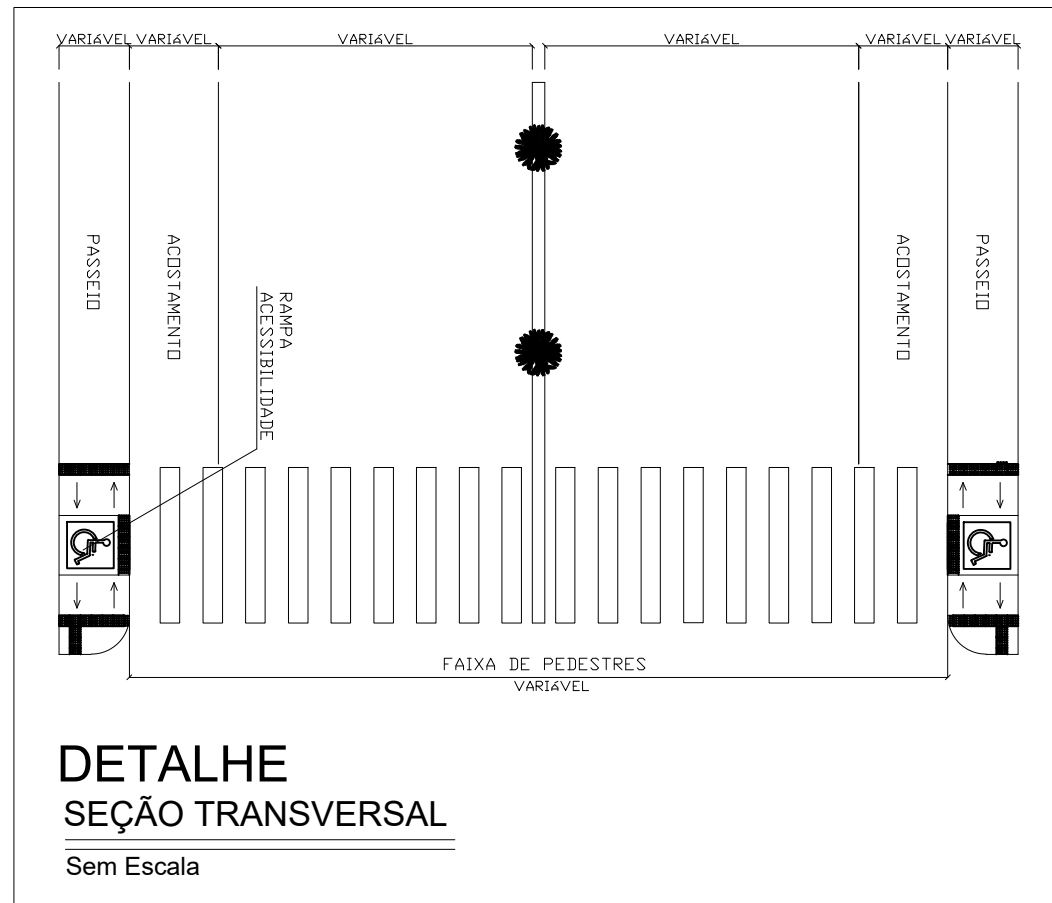 VARIÁVEL VARIÁVEL VARIÁVEL VARIÁVEL VARIÁVEL VARIÁVEL
PASSEIO
ACOSTAMENTO
RAMPA
ACESSIBILIDADE
ACOSTAMENTO
PASSEIO
FAIXA DE PEDESTRES
VARIÁVEL
DETALHE
SEÇÃO TRANSVERSAL
Sem Escala